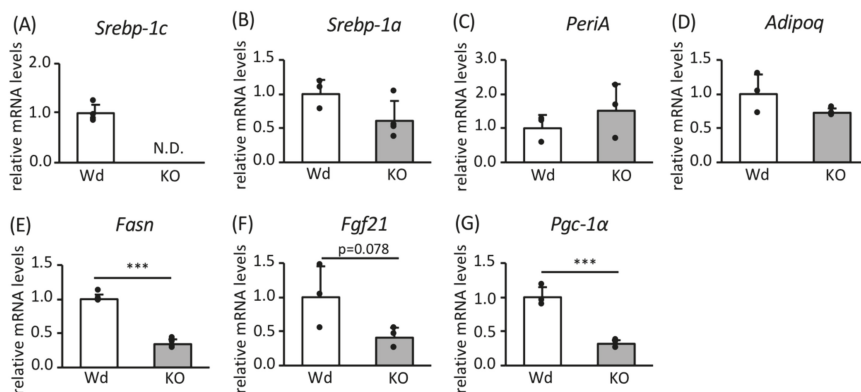 (A) Srebp-1c
relative mRNA levels
2.0
1.0
0.0
N.D.
Wd KO
(B) Srebp-1a
relative mRNA levels
1.5
1.0
0.5
0.0
Wd KO
(C) PeriA
relative mRNA levels
3.0
2.0
1.0
0.0
Wd KO
(D) Adipoq
relative mRNA levels
1.5
1.0
0.5
0.0
Wd KO
(E) Fasn
relative mRNA levels
1.5
1.0
0.5
0.0
***
Wd KO
(F) Fgf21
relative mRNA levels
1.5
1.0
0.5
0.0
p=0.078
Wd KO
(G) Pgc-1α
relative mRNA levels
1.5
1.0
0.5
0.0
***
Wd KO